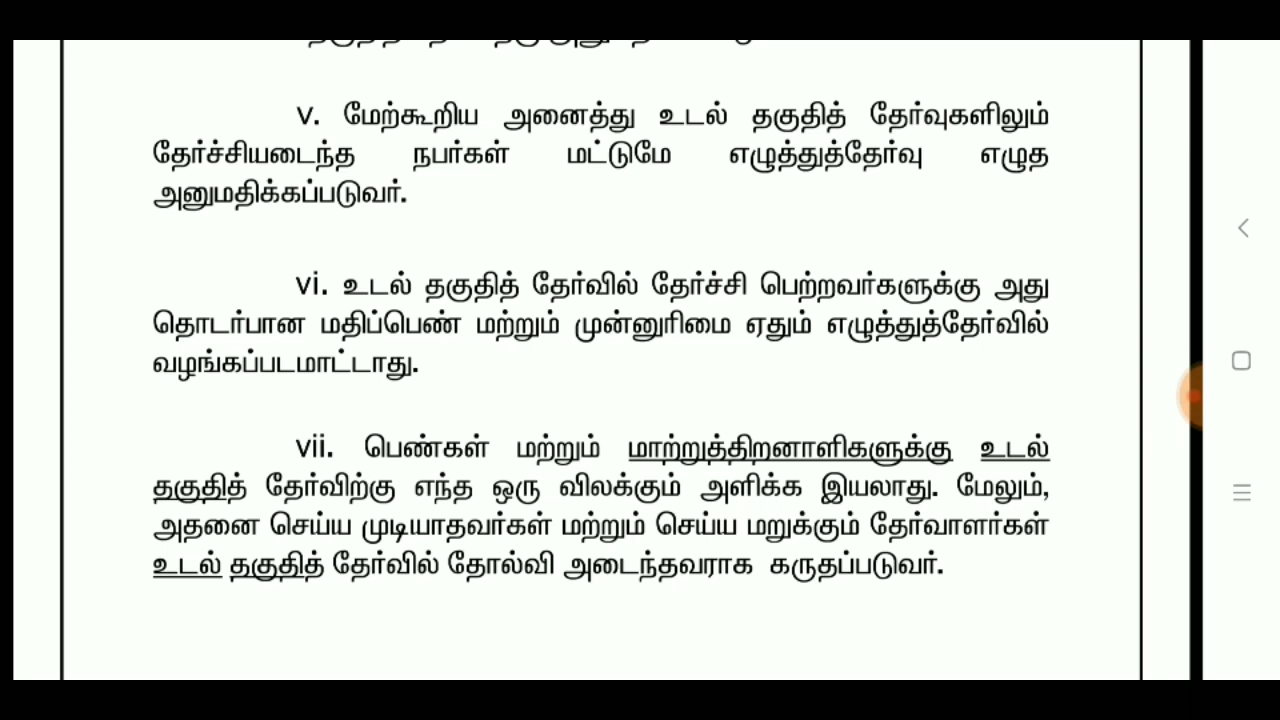 v. மேற்கூறிய அனைத்து உடல் தகுதித் தேர்வுகளிலும்
தேர்ச்சியடைந்த நபர்கள் மட்டுமே எழுத்துத்தேர்வு எழுத
அனுமதிக்கப்படுவர்.
vi. உடல் தகுதித் தேர்வில் தேர்ச்சி பெற்றவர்களுக்கு அது
தொடர்பான மதிப்பெண் மற்றும் முன்னுரிமை ஏதும் எழுத்துத்தேர்வில்
வழங்கப்படமாட்டாது.
vii. பெண்கள் மற்றும் மாற்றுத்திறனாளிகளுக்கு உடல்
தகுதித் தேர்விற்கு எந்த ஒரு விலக்கும் அளிக்க இயலாது. மேலும்,
அதனை செய்ய முடியாதவர்கள் மற்றும் செய்ய மறுக்கும் தேர்வாளர்கள்
உடல் தகுதித் தேர்வில் தோல்வி அடைந்தவராக கருதப்படுவர்.